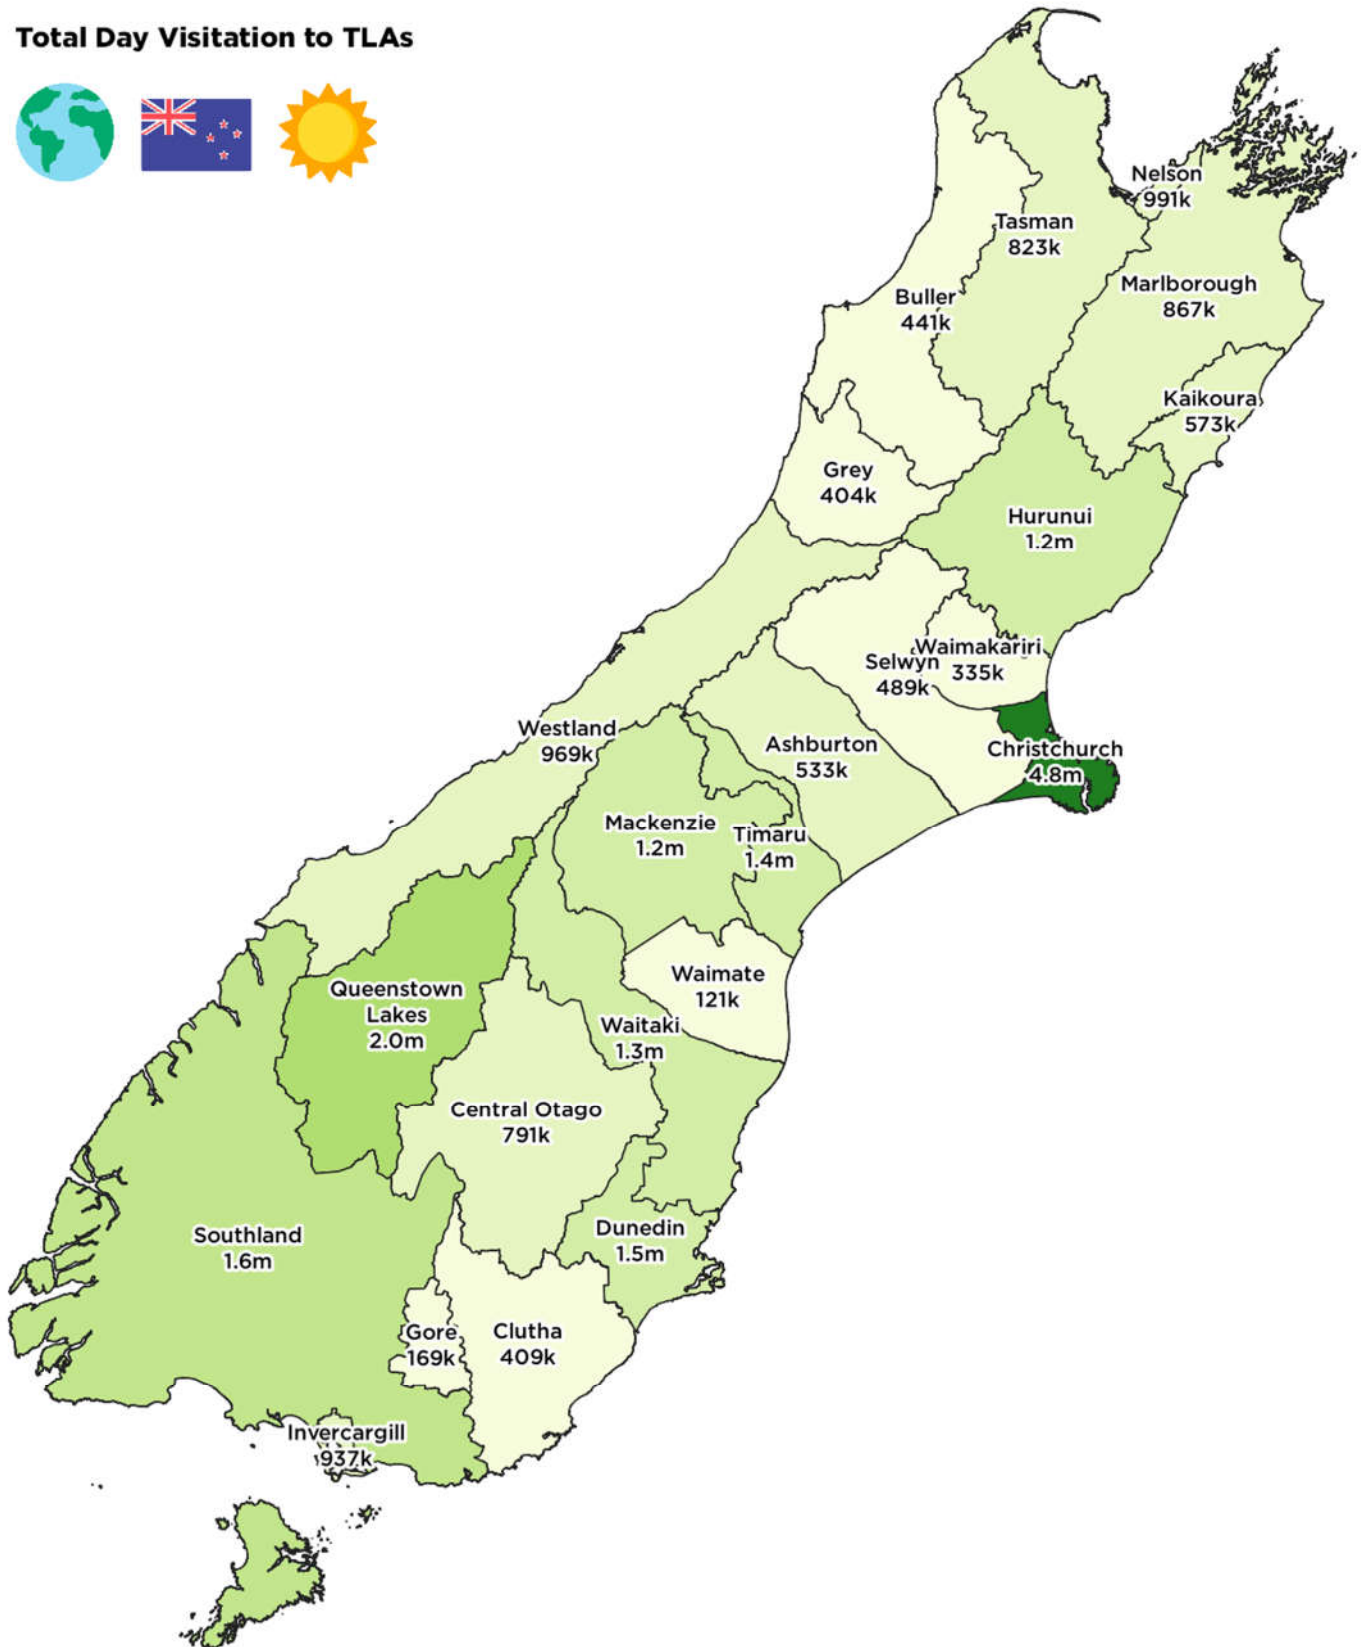 Total Day Visitation to TLAs
Nelson
991k
Tasman
823k
Marlborough
867k
Buller
441k
Kaikoura
573k
Grey
404k
Hurunui
1.2m
Waimakariri
335k
Selwyn
489k
Westland
969k
Ashburton
533k
Christchurch
4.8m
Mackenzie
1.2m
Timaru
1.4m
Waimate
121k
Queenstown
Lakes
2.0m
Waitaki
1.3m
Central Otago
791k
Southland
1.6m
Dunedin
1.5m
Gore
169k
Clutha
409k
Invercargill
937k